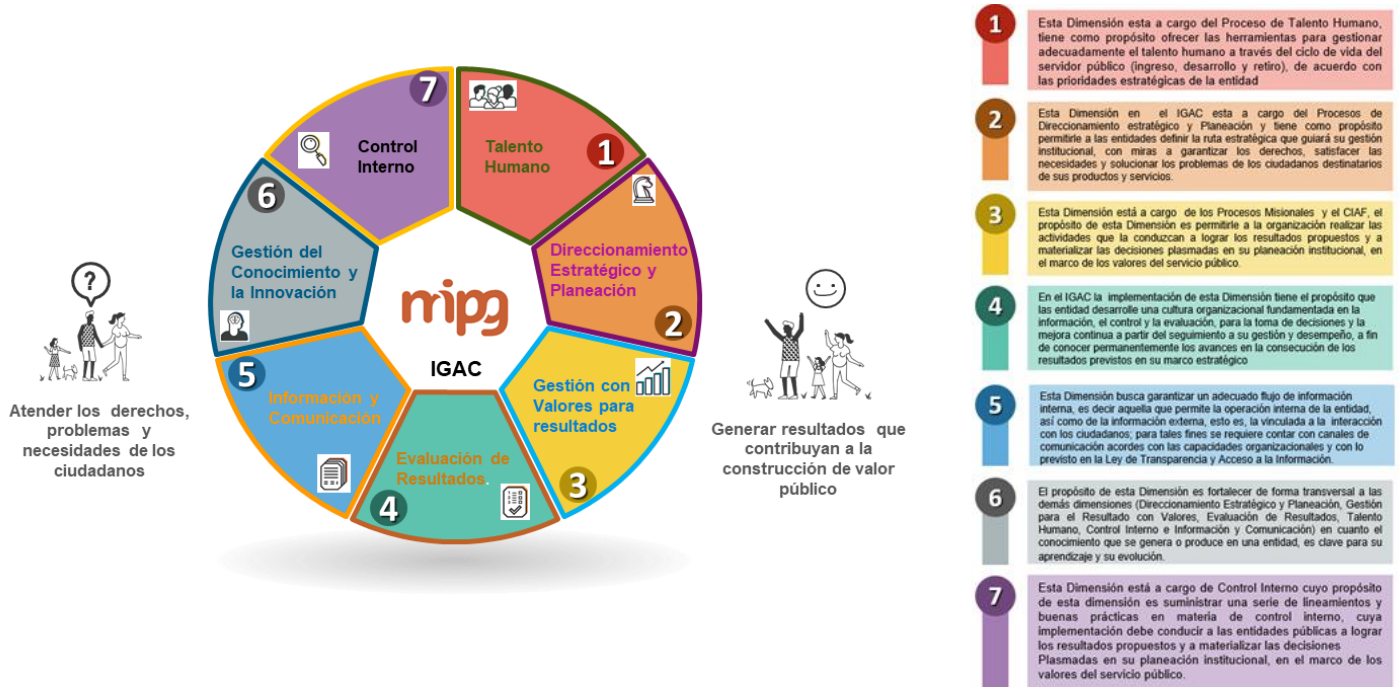 7
Control
Interno
Talento
Humano
1
6
Gestión del
Conocimiento y
la Innovación
Direccionamiento
Estratégico y
Planeación
2
mipg
IGAC
5
Información y
Comunicación
Gestión con
Valores para
resultados
3
Evaluación de
Resultados.
4
?
Atender los derechos,
problemas y
necesidades de los
ciudadanos
Generar resultados que
contribuyan a la
construcción de valor
público
1
Esta Dimensión esta a cargo del Proceso de Talento Humano,
tiene como propósito ofrecer las herramientas para gestionar
adecuadamente el talento humano a través del ciclo de vida del
servidor público (ingreso, desarrollo y retiro), de acuerdo con
las prioridades estratégicas de la entidad
2
Esta Dimensión en el IGAC esta a cargo del Procesos de
Direccionamiento estratégico y Planeación y tiene como propósito
permitirle a las entidades definir la ruta estratégica que guiará su gestión
institucional, con miras a garantizar los derechos, satisfacer las
necesidades y solucionar los problemas de los ciudadanos destinatarios
de sus productos y servicios.
3
Esta Dimensión está a cargo de los Procesos Misionales y el CIAF, el
propósito de esta Dimensión es permitirle a la organización realizar las
actividades que la conduzcan a lograr los resultados propuestos y a
materializar las decisiones plasmadas en su planeación institucional, en
el marco de los valores del servicio público.
4
En el IGAC la implementación de esta Dimensión tiene el propósito que
las entidad desarrolle una cultura organizacional fundamentada en la
información, el control y la evaluación, para la toma de decisiones y la
mejora continua a partir del seguimiento a su gestión y desempeño, a fin
de conocer permanentemente los avances en la consecución de los
resultados previstos en su marco estratégico
5
Esta Dimensión busca garantizar un adecuado flujo de información
interna, es decir aquella que permite la operación interna de la entidad,
así como de la información externa, esto es, la vinculada a la interacción
con los ciudadanos; para tales fines se requiere contar con canales de
comunicación acordes con las capacidades organizacionales y con lo
previsto en la Ley de Transparencia y Acceso a la Información.
6
El propósito de esta Dimensión es fortalecer de forma transversal a las
demás dimensiones (Direccionamiento Estratégico y Planeación, Gestión
para el Resultado con Valores, Evaluación de Resultados, Talento
Humano, Control Interno e Información y Comunicación) en cuanto el
conocimiento que se genera o produce en una entidad, es clave para su
aprendizaje y su evolución.
7
Esta Dimensión está a cargo de Control Interno cuyo propósito
de esta dimensión es suministrar una serie de lineamientos y
buenas prácticas en materia de control interno, cuya
implementación debe conducir a las entidades públicas a lograr
los resultados propuestos y a materializar las decisiones
Plasmadas en su planeación institucional, en el marco de los
valores del servicio público.